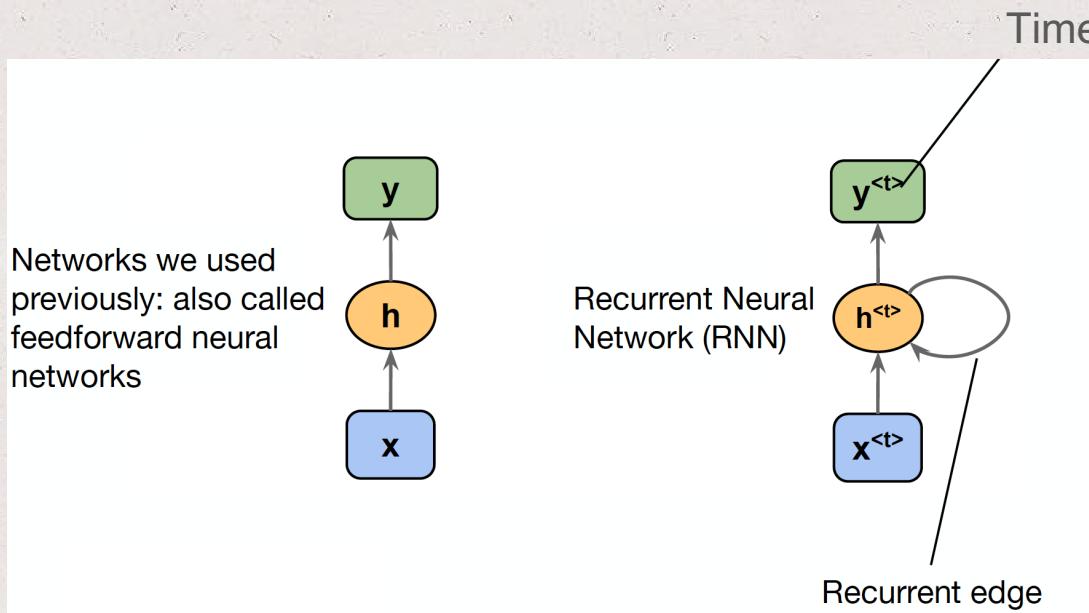 Time
y
y<t>
Networks we used
previously: also called
feedforward neural
networks
h
Recurrent Neural
Network (RNN)
h<t>
x
x<t>
Recurrent edge